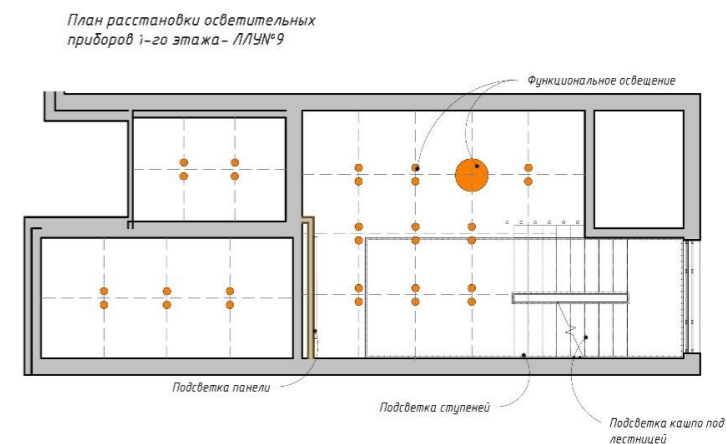 План расстановки осветительных
приборов 1-го этажа- ЛЛУ№9
Функциональное освещение
Подсветка панели
Подсветка ступеней
Подсветка кашпо под
лестницей